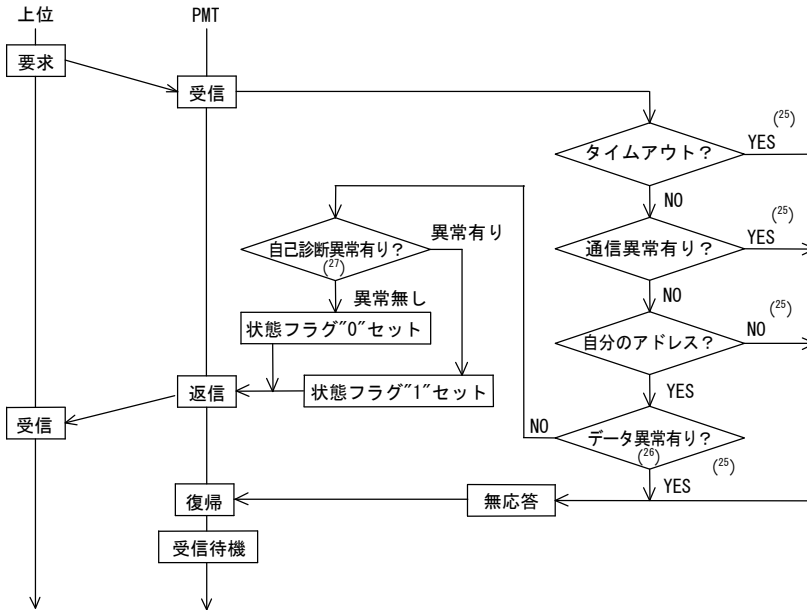 上位
PMT
要求
受信
(25)
タイムアウト?
YES
NO
(25)
自己診断異常有り?
(27)
異常有り
通信異常有り?
YES
異常無し
NO
(25)
状態フラグ"0"セット
自分のアドレス?
NO
返信
状態フラグ"1"セット
YES
受信
NO
データ異常有り?
(26)
(25)
YES
復帰
無応答
受信待機